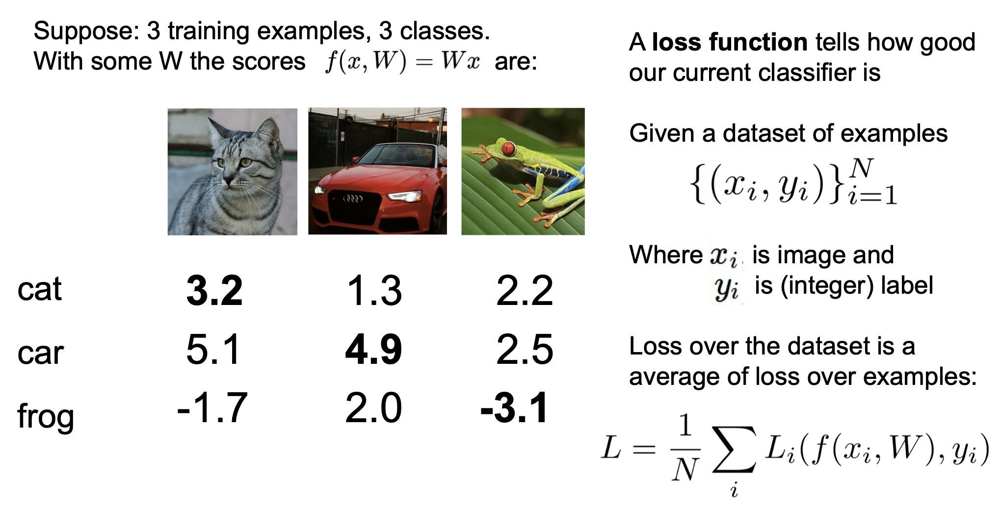 Suppose: 3 training examples, 3 classes.
With some W the scores f(x, W) = Wx are:
cat 3.2 1.3 2.2
car 5.1 4.9 2.5
frog -1.7 2.0 -3.1
A loss function tells how good
our current classifier is
Given a dataset of examples
{(x_i, y_i)}_{i=1}^N
Where x_i is image and
y_i is (integer) label
Loss over the dataset is a
average of loss over examples:
L = \frac{1}{N} \sum_i L_i(f(x_i, W), y_i)